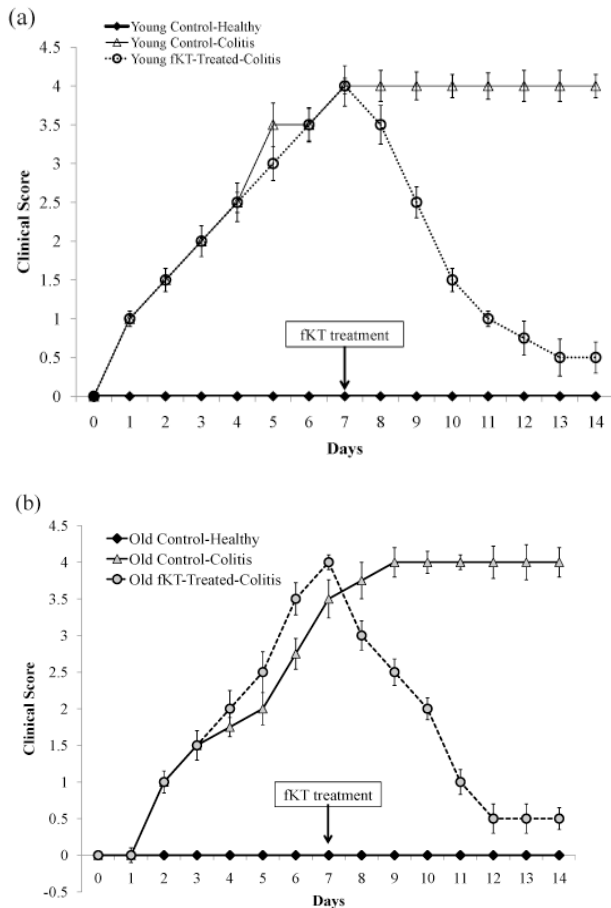 (a)
Young Control-Healthy
Young Control-Colitis
Young fKT-Treated-Colitis
4.5
4
3.5
3
2.5
2
1.5
1
0.5
0
Clinical Score
fKT treatment
0 1 2 3 4 5 6 7 8 9 10 11 12 13 14
Days
(b)
Old Control-Healthy
Old Control-Colitis
Old fKT-Treated-Colitis
4.5
4
3.5
3
2.5
2
1.5
1
0.5
0
-0.5
Clinical Score
fKT treatment
0 1 2 3 4 5 6 7 8 9 10 11 12 13 14
Days